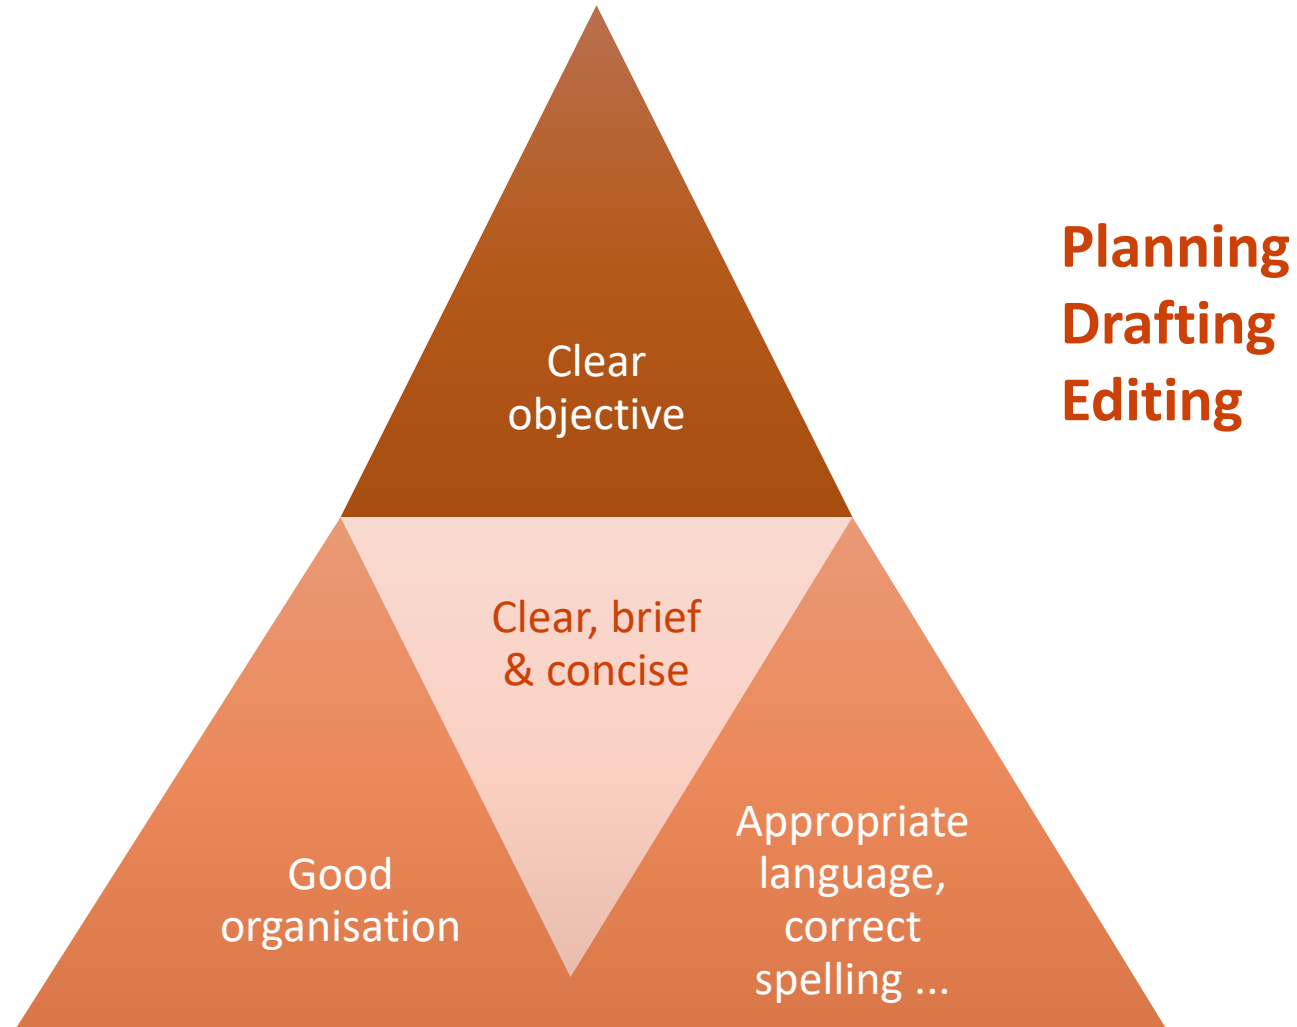 Clear
objective
Planning
Drafting
Editing
Clear, brief
& concise
Good
organisation
Appropriate
language,
correct
spelling ...